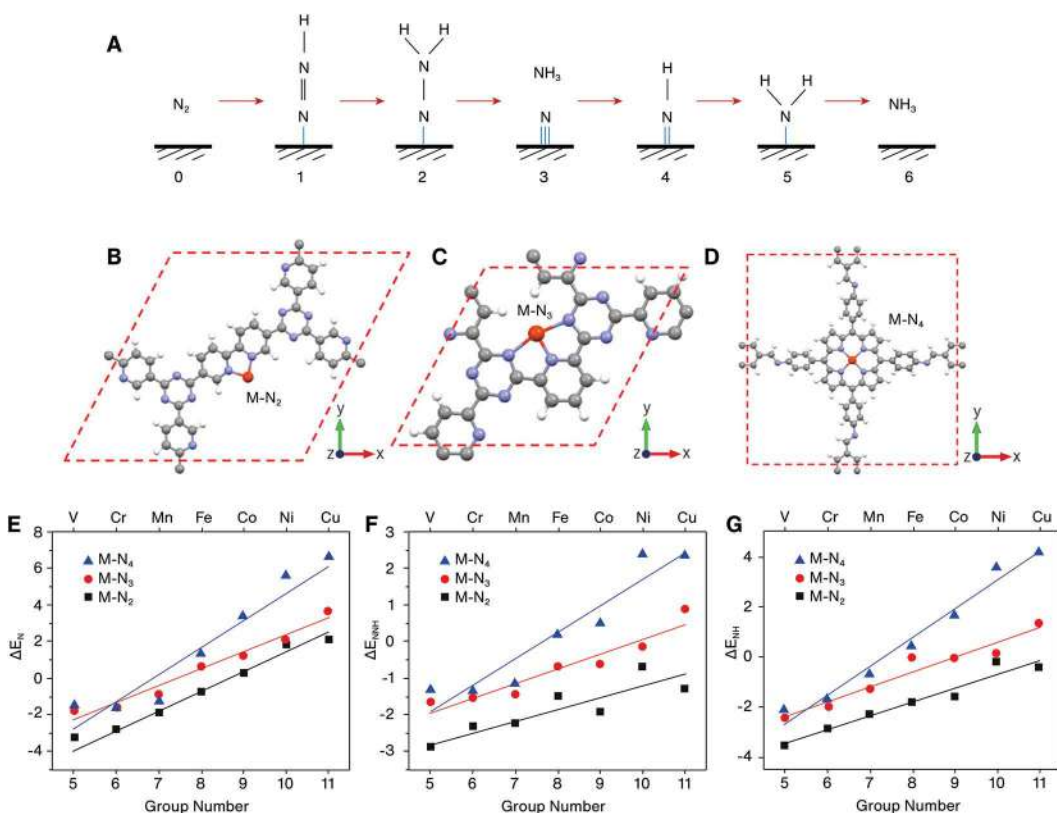 A
H
N
N
H H
N
N
NH₃
N
H
N
H H
N
NH₃
N₂
0 1 2 3 4 5 6
B
M-N₂
y
z x
C
M-N₃
y
z x
D
M-N₄
y
z x
E
V Cr Mn Fe Co Ni Cu
M-N₄
M-N₃
M-N₂
ΔE_N
8
6
4
2
0
-2
-4
5 6 7 8 9 10 11
Group Number
F
V Cr Mn Fe Co Ni Cu
M-N₄
M-N₃
M-N₂
ΔE_NNH
3
2
1
0
-1
-2
-3
5 6 7 8 9 10 11
Group Number
G
V Cr Mn Fe Co Ni Cu
M-N₄
M-N₃
M-N₂
ΔE_NH
4
2
0
-2
-4
5 6 7 8 9 10 11
Group Number